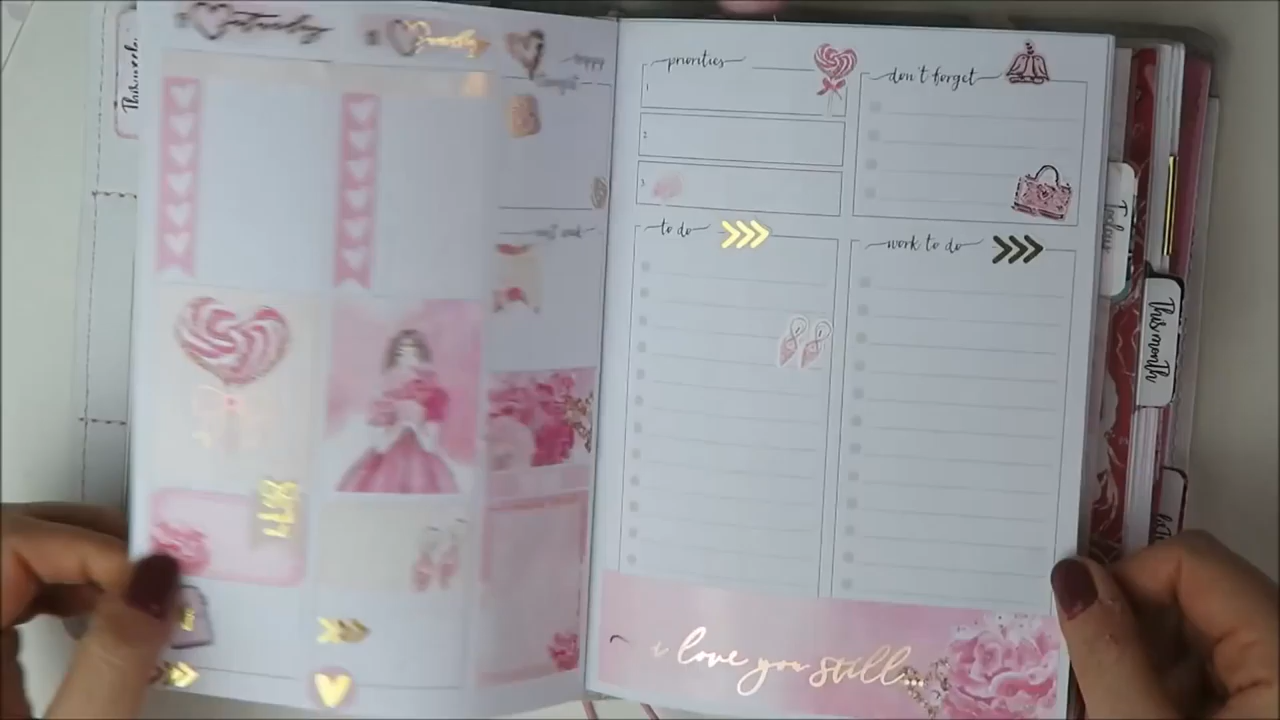 This week
Saturday
Sunday
priorities
1
2
3
don't forget
to do
work to do
Today
This month
& love you still...